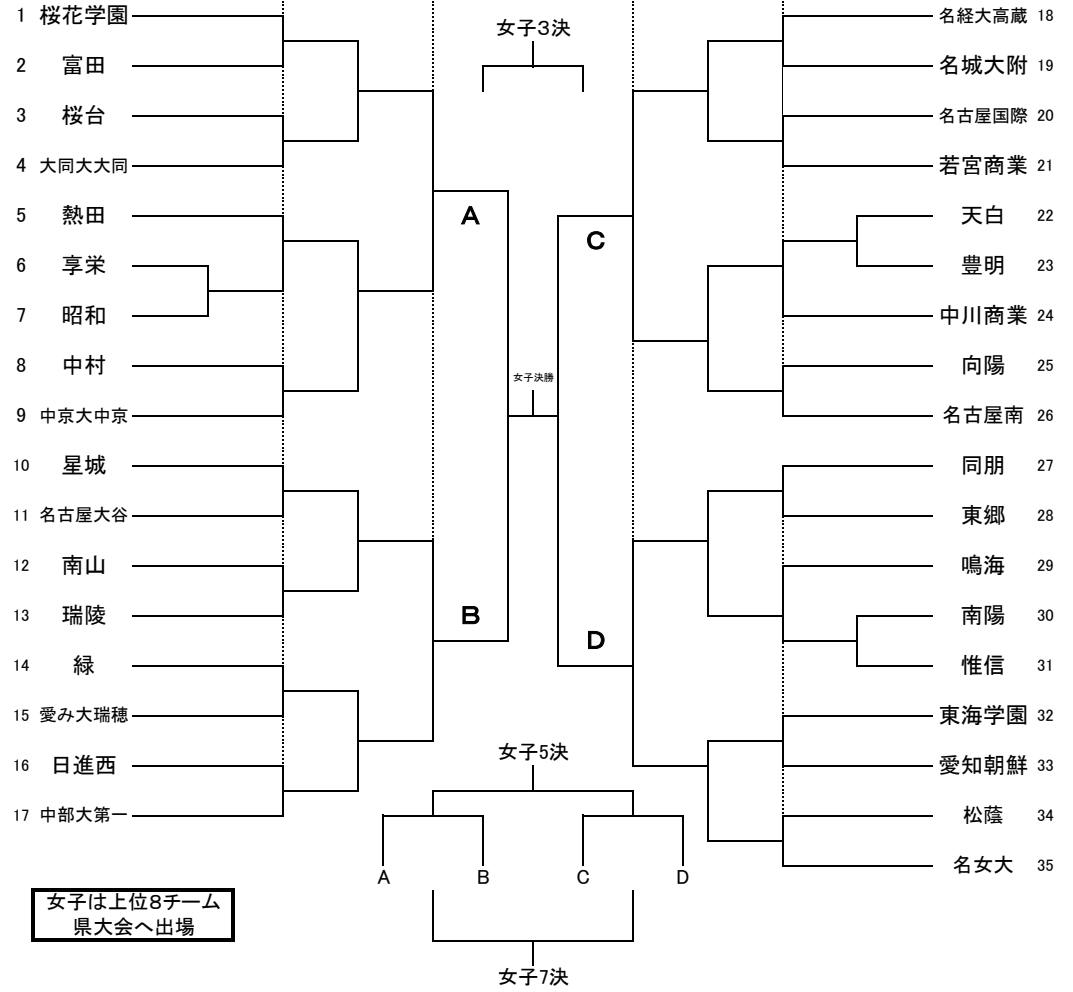 1 桜花学園
2 富田
3 桜台
4 大同大大同
5 熱田
6 享栄
7 昭和
8 中村
9 中京大中京
10 星城
11 名古屋大谷
12 南山
13 瑞陵
14 緑
15 愛み大瑞穂
16 日進西
17 中部大第一
女子3決
A
C
女子決勝
B
D
女子5決
A B C D
女子7決
名経大高蔵 18
名城大附 19
名古屋国際 20
若宮商業 21
天白 22
豊明 23
中川商業 24
向陽 25
名古屋南 26
同朋 27
東郷 28
鳴海 29
南陽 30
惟信 31
東海学園 32
愛知朝鮮 33
松蔭 34
名女大 35
女子は上位8チーム
県大会へ出場